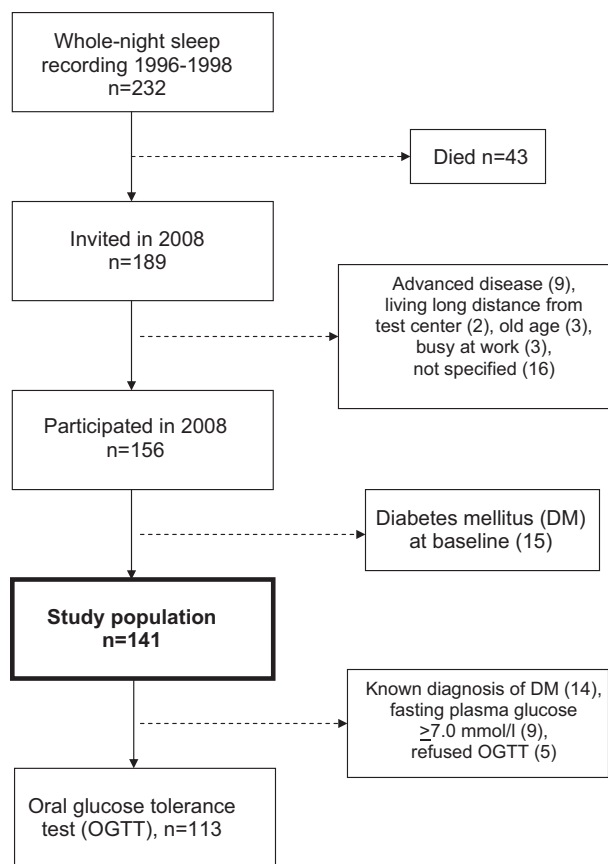 Whole-night sleep
recording 1996-1998
n=232
Died n=43
Invited in 2008
n=189
Advanced disease (9),
living long distance from
test center (2), old age (3),
busy at work (3),
not specified (16)
Participated in 2008
n=156
Diabetes mellitus (DM)
at baseline (15)
Study population
n=141
Known diagnosis of DM (14),
fasting plasma glucose
≥7.0 mmol/l (9),
refused OGTT (5)
Oral glucose tolerance
test (OGTT), n=113